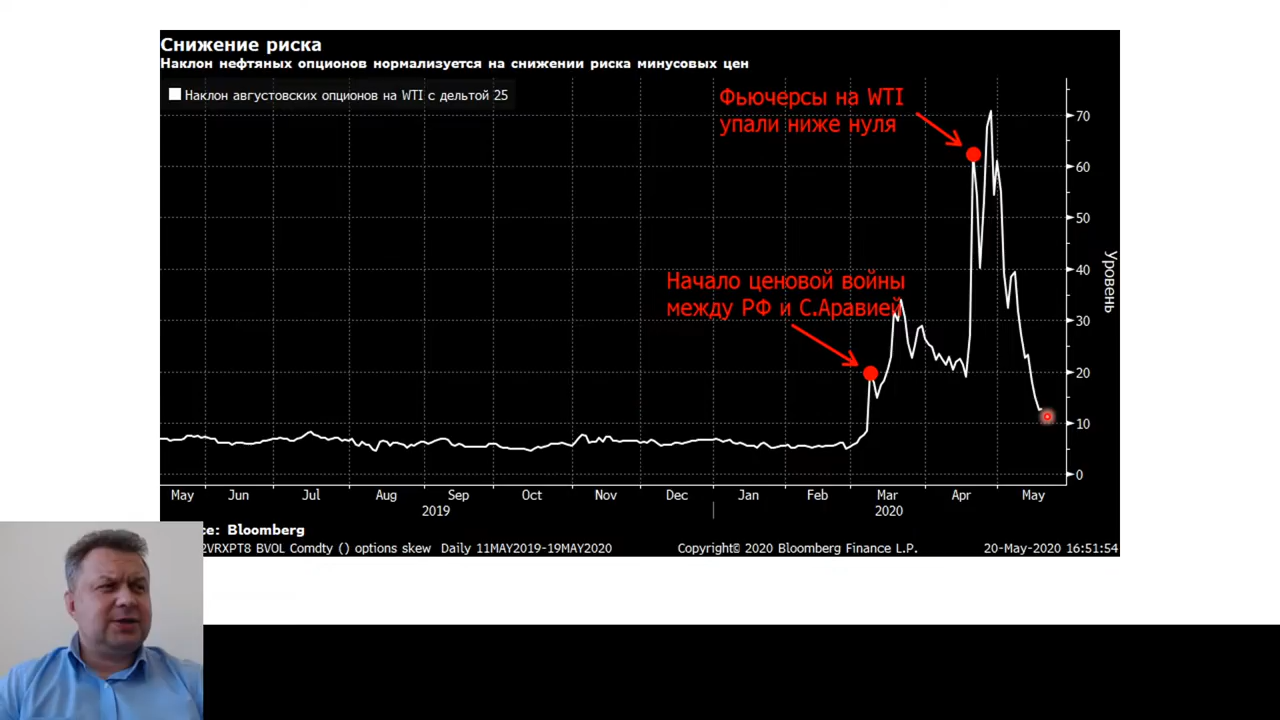 Снижение риска
Наклон нефтяных опционов нормализуется на снижении риска минусовых цен
Наклон августовских опционов на WTI с дельтой 25
Фьючерсы на WTI
упали ниже нуля
Начало ценовой войны
между РФ и С.Аравией
70
60
50
40
30
20
10
0
Уровень
May Jun Jul Aug Sep Oct Nov Dec Jan Feb Mar Apr May
2019 2020
Bloomberg
2VRXPT8 BVOL Comdty () options skew Daily 11MAY2019-19MAY2020 Copyright© 2020 Bloomberg Finance L.P. 20-May-2020 16:51:54